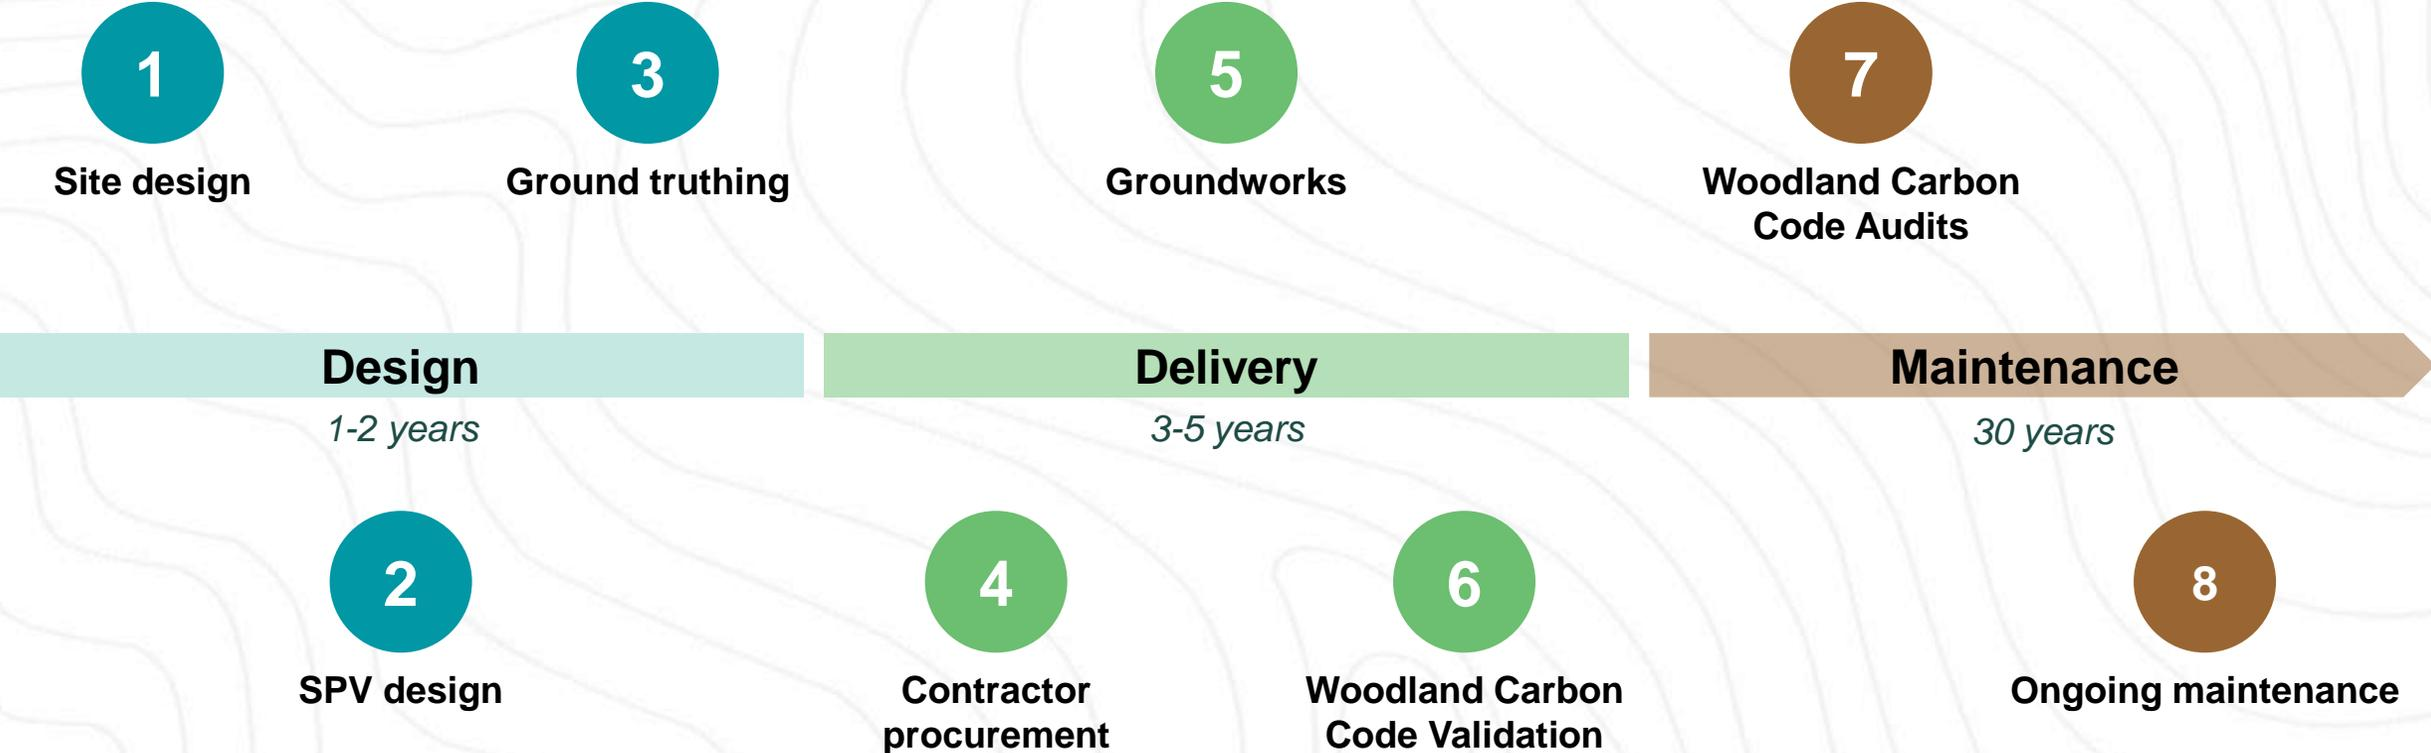 1
3
5
7
Site design
Ground truthing
Groundworks
Woodland Carbon
Code Audits
Design
Delivery
Maintenance
1-2 years
3-5 years
30 years
2
4
6
8
SPV design
Contractor
procurement
Woodland Carbon
Code Validation
Ongoing maintenance